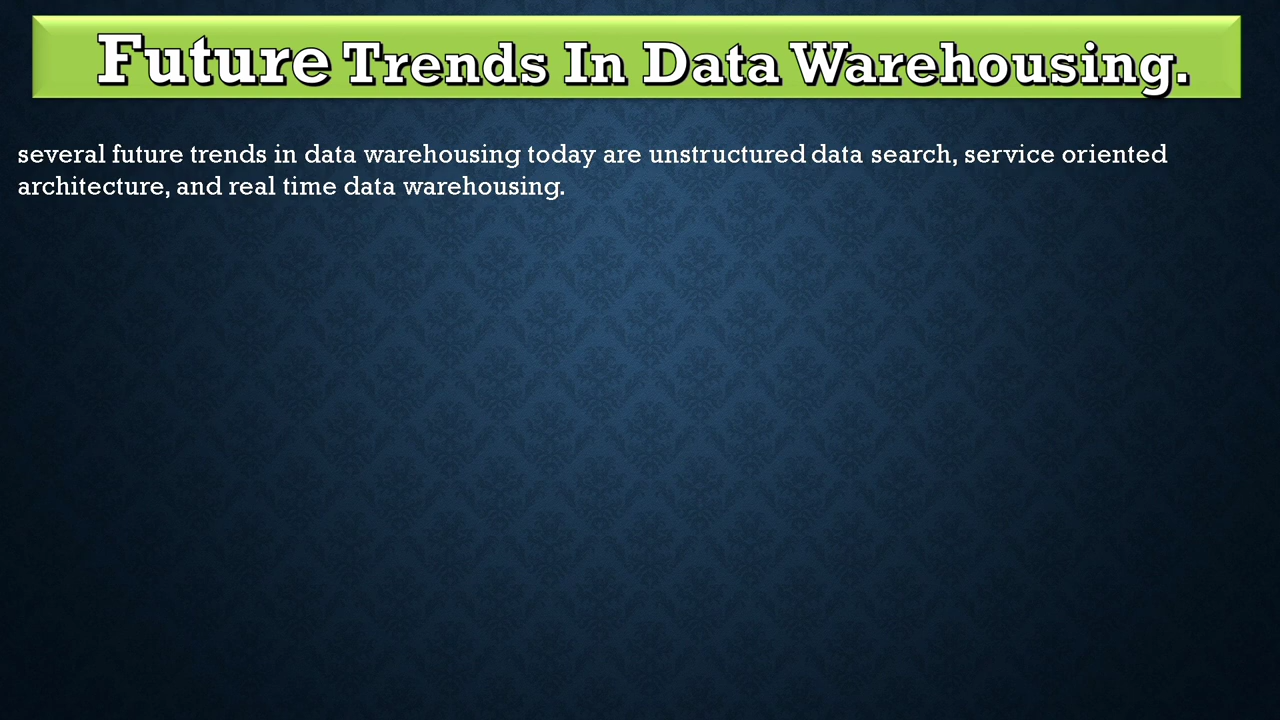 Future Trends In Data Warehousing.
several future trends in data warehousing today are unstructured data search, service oriented
architecture, and real time data warehousing.